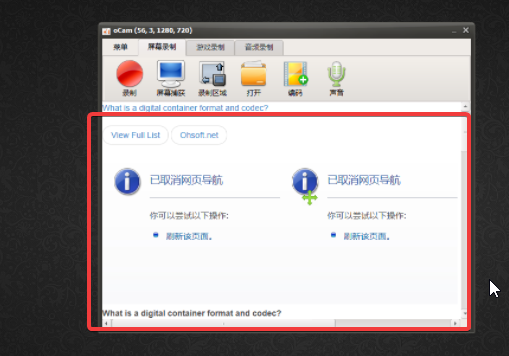 oCam (56, 3, 1280, 720)
菜单 屏幕录制 游戏录制 音频录制
录制 屏幕捕获 录制区域 打开 编码 声音
What is a digital container format and codec?
View Full List Ohsoft.net
已取消网页导航 已取消网页导航
你可以尝试以下操作: 你可以尝试以下操作:
刷新该页面。 刷新该页面。
What is a digital container format and codec?